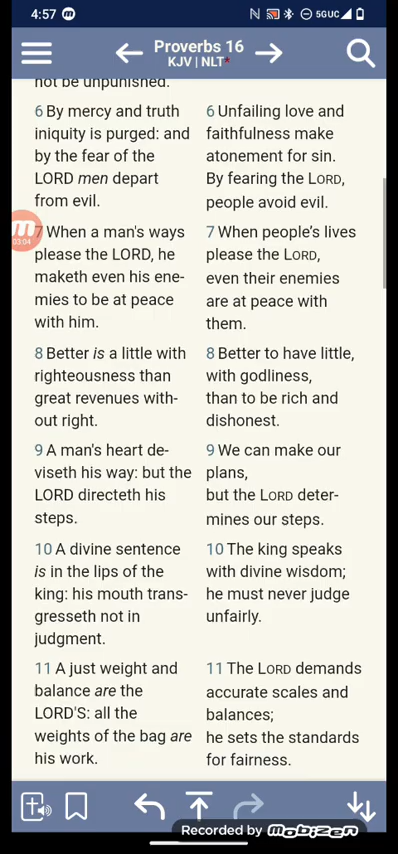 4:57
5GUC
Proverbs 16
KJV | NLT*
not be unpunished.
6 By mercy and truth
iniquity is purged: and
by the fear of the
LORD men depart
from evil.
7 When a man's ways
please the LORD, he
maketh even his ene-
mies to be at peace
with him.
8 Better is a little with
righteousness than
great revenues with-
out right.
9 A man's heart de-
viseth his way: but the
LORD directeth his
steps.
10 A divine sentence
is in the lips of the
king: his mouth trans-
gresseth not in
judgment.
11 A just weight and
balance are the
LORD'S: all the
weights of the bag are
his work.
6 Unfailing love and
faithfulness make
atonement for sin.
By fearing the LORD,
people avoid evil.
7 When people's lives
please the LORD,
even their enemies
are at peace with
them.
8 Better to have little,
with godliness,
than to be rich and
dishonest.
9 We can make our
plans,
but the LORD deter-
mines our steps.
10 The king speaks
with divine wisdom;
he must never judge
unfairly.
11 The LORD demands
accurate scales and
balances;
he sets the standards
for fairness.
03:04
Recorded by mobizen